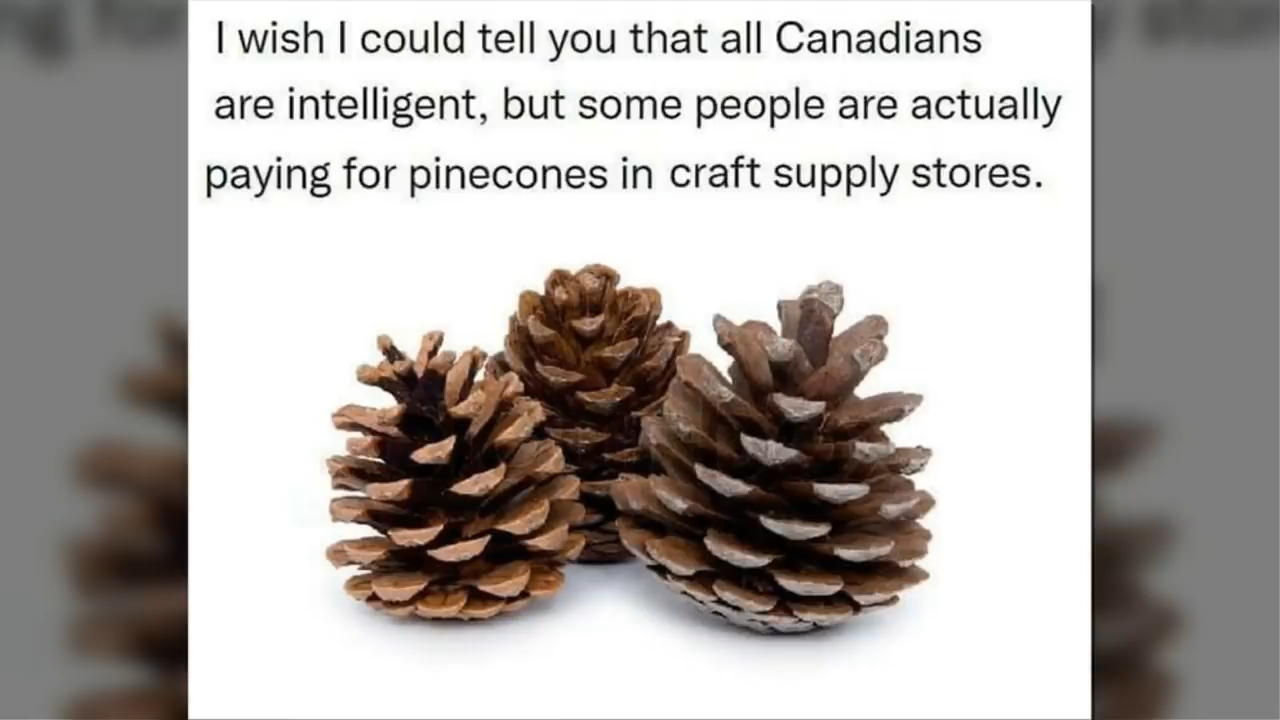 I wish I could tell you that all Canadians
are intelligent, but some people are actually
paying for pinecones in craft supply stores.